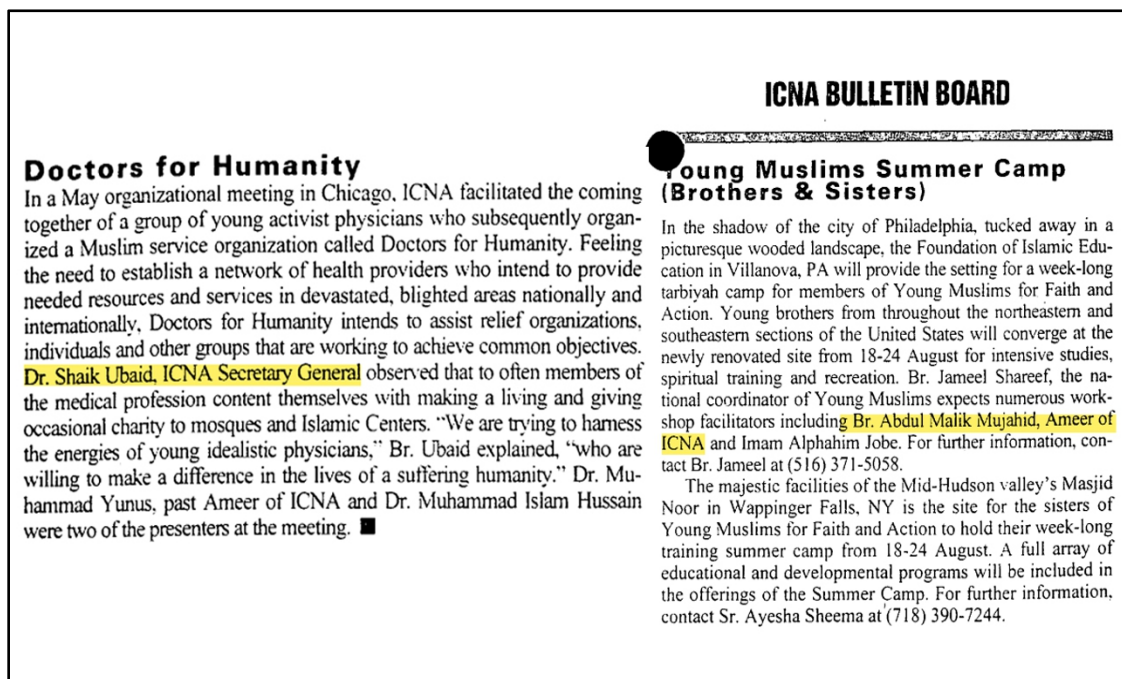 Doctors for Humanity
In a May organizational meeting in Chicago, ICNA facilitated the coming
together of a group of young activist physicians who subsequently organ-
ized a Muslim service organization called Doctors for Humanity. Feeling
the need to establish a network of health providers who intend to provide
needed resources and services in devastated, blighted areas nationally and
internationally, Doctors for Humanity intends to assist relief organizations,
individuals and other groups that are working to achieve common objectives.
Dr. Shaik Ubaid, ICNA Secretary General observed that to often members of
the medical profession content themselves with making a living and giving
occasional charity to mosques and Islamic Centers. “We are trying to harness
the energies of young idealistic physicians,” Br. Ubaid explained, “who are
willing to make a difference in the lives of a suffering humanity.” Dr. Mu-
hammad Yunus, past Ameer of ICNA and Dr. Muhammad Islam Hussain
were two of the presenters at the meeting. ■
ICNA BULLETIN BOARD
Young Muslims Summer Camp
(Brothers & Sisters)
In the shadow of the city of Philadelphia, tucked away in a
picturesque wooded landscape, the Foundation of Islamic Edu-
cation in Villanova, PA will provide the setting for a week-long
tarbiyah camp for members of Young Muslims for Faith and
Action. Young brothers from throughout the northeastern and
southeastern sections of the United States will converge at the
newly renovated site from 18-24 August for intensive studies,
spiritual training and recreation. Br. Jameel Shareef, the na-
tional coordinator of Young Muslims expects numerous work-
shop facilitators including Br. Abdul Malik Mujahid, Ameer of
ICNA and Imam Alphahim Jobe. For further information, con-
tact Br. Jameel at (516) 371-5058.
The majestic facilities of the Mid-Hudson valley's Masjid
Noor in Wappinger Falls, NY is the site for the sisters of
Young Muslims for Faith and Action to hold their week-long
training summer camp from 18-24 August. A full array of
educational and developmental programs will be included in
the offerings of the Summer Camp. For further information,
contact Sr. Ayesha Sheema at (718) 390-7244.